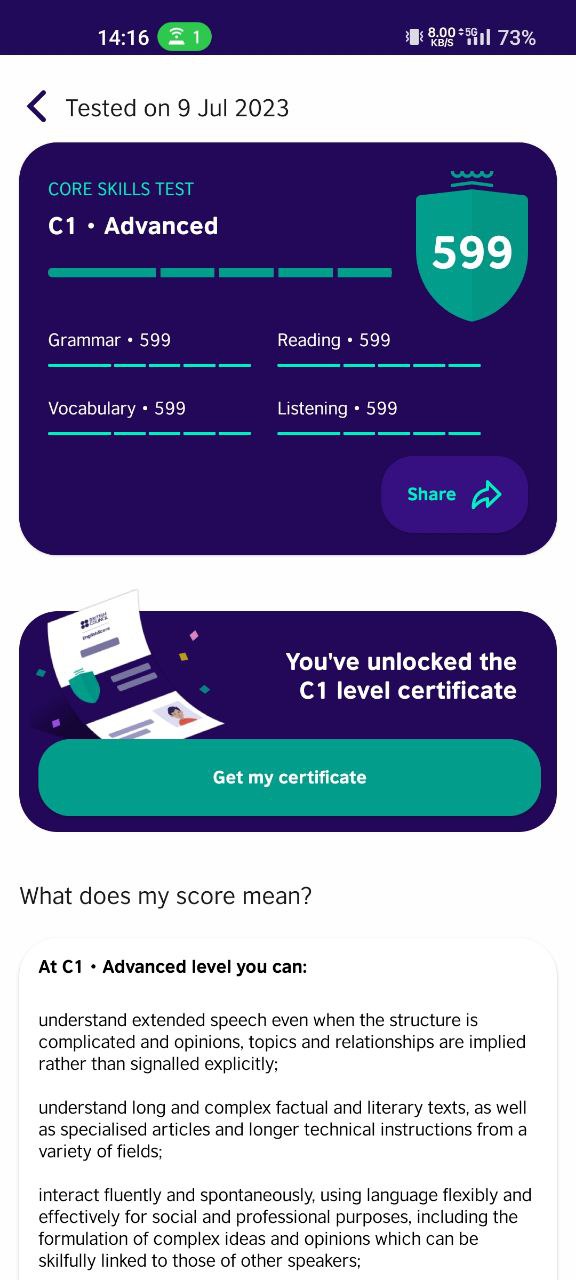 14:16 1 8.00 KB/S 5G 73%
Tested on 9 Jul 2023
CORE SKILLS TEST
C1 • Advanced
599
Grammar • 599
Reading • 599
Vocabulary • 599
Listening • 599
Share
BRITISH
COUNCIL
EnglishScore
You've unlocked the
C1 level certificate
Get my certificate
What does my score mean?
At C1 • Advanced level you can:
understand extended speech even when the structure is
complicated and opinions, topics and relationships are implied
rather than signalled explicitly;
understand long and complex factual and literary texts, as well
as specialised articles and longer technical instructions from a
variety of fields;
interact fluently and spontaneously, using language flexibly and
effectively for social and professional purposes, including the
formulation of complex ideas and opinions which can be
skilfully linked to those of other speakers;